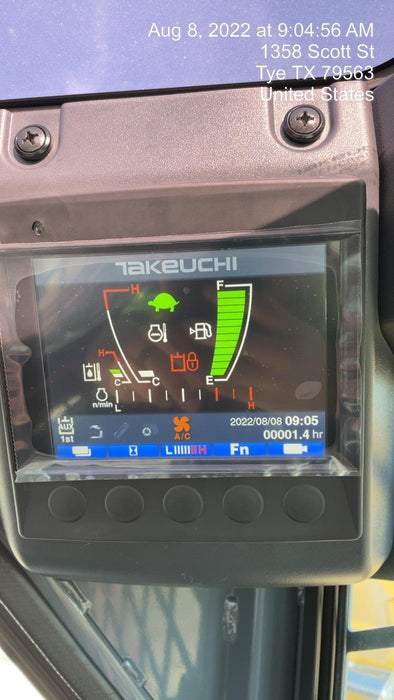 Aug 8, 2022 at 9:04:56 AM
1358 Scott St
Tye TX 79563
United States
TAKEUCHI
H F
H
C C E
n/min L H
AUX 2022/08/08 09:05
1st A/C 00001.4 hr
L H Fn